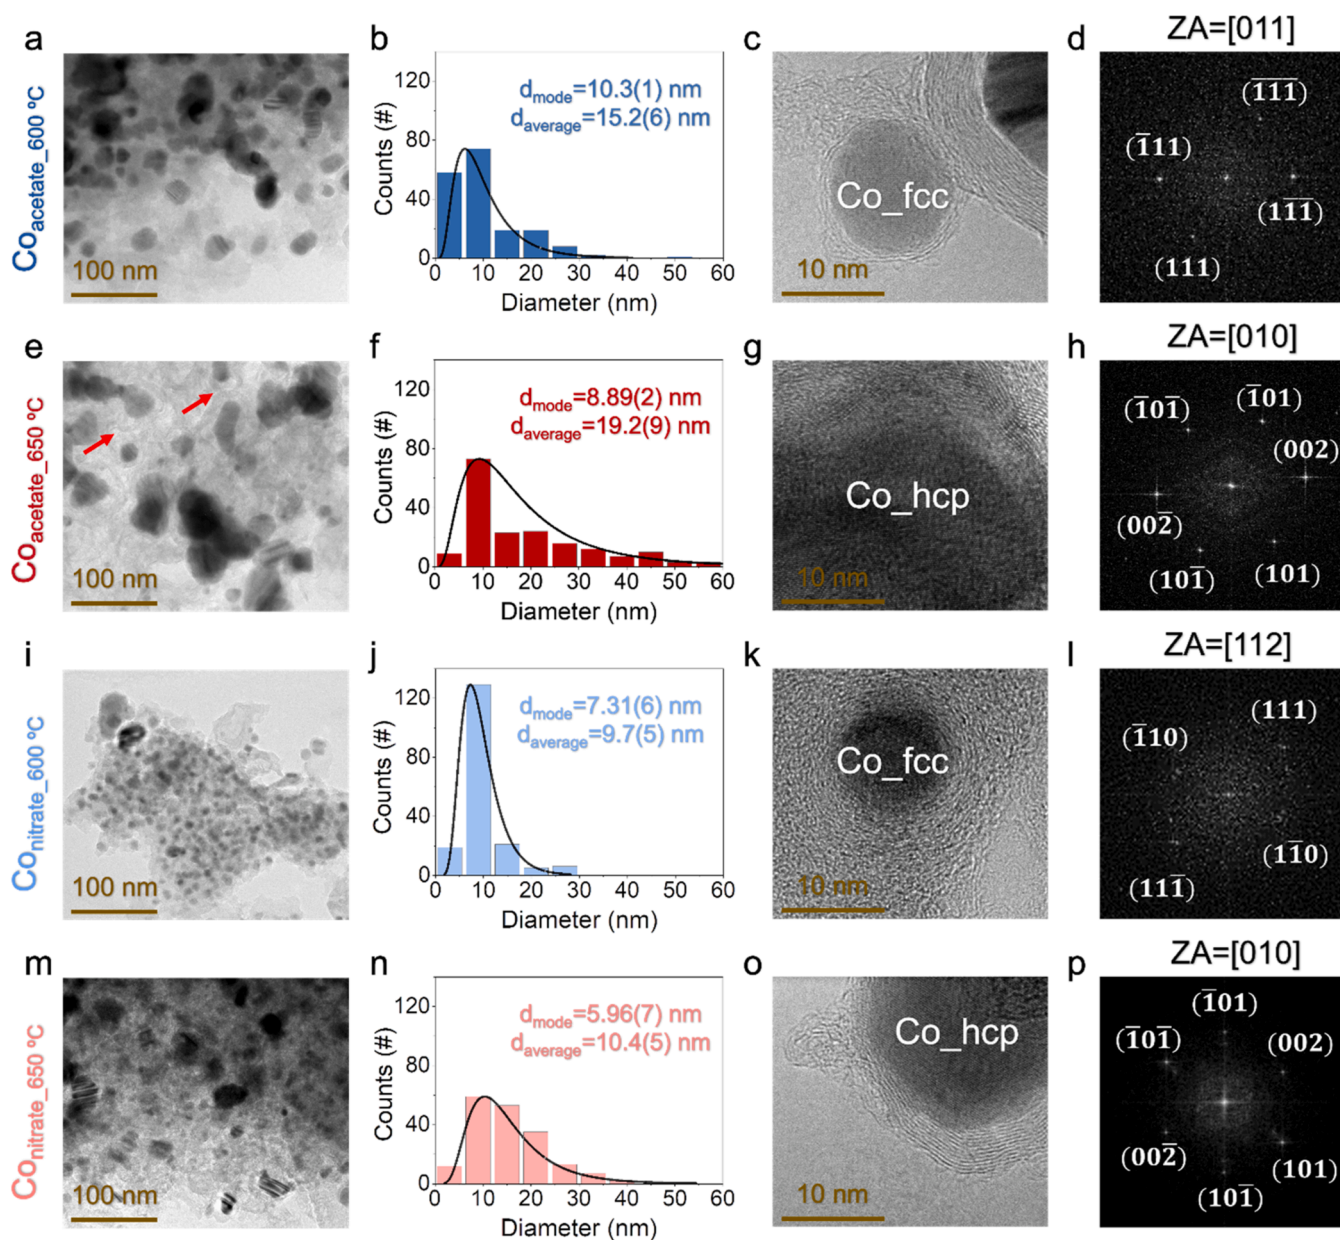 a
b
c
d
ZA=[011]
Co_acetate_600 ºC
100 nm
Counts (#)
120
80
40
0
d_mode=10.3(1) nm
d_average=15.2(6) nm
0 10 20 30 40 50 60
Diameter (nm)
Co_fcc
10 nm
(1̅1̅1̅)
(1̅11)
(11̅1̅)
(111)
e
f
g
h
ZA=[010]
Co_acetate_650 ºC
100 nm
Counts (#)
120
80
40
0
d_mode=8.89(2) nm
d_average=19.2(9) nm
0 10 20 30 40 50 60
Diameter (nm)
Co_hcp
10 nm
(1̅01̅)
(1̅01)
(002)
(002̅)
(101̅)
(101)
i
j
k
l
ZA=[112]
Co_nitrate_600 ºC
100 nm
Counts (#)
120
80
40
0
d_mode=7.31(6) nm
d_average=9.7(5) nm
0 10 20 30 40 50 60
Diameter (nm)
Co_fcc
10 nm
(111)
(1̅10)
(11̅0)
(111̅)
m
n
o
p
ZA=[010]
Co_nitrate_650 ºC
100 nm
Counts (#)
120
80
40
0
d_mode=5.96(7) nm
d_average=10.4(5) nm
0 10 20 30 40 50 60
Diameter (nm)
Co_hcp
10 nm
(1̅01)
(1̅01̅)
(002)
(002̅)
(101)
(101̅)